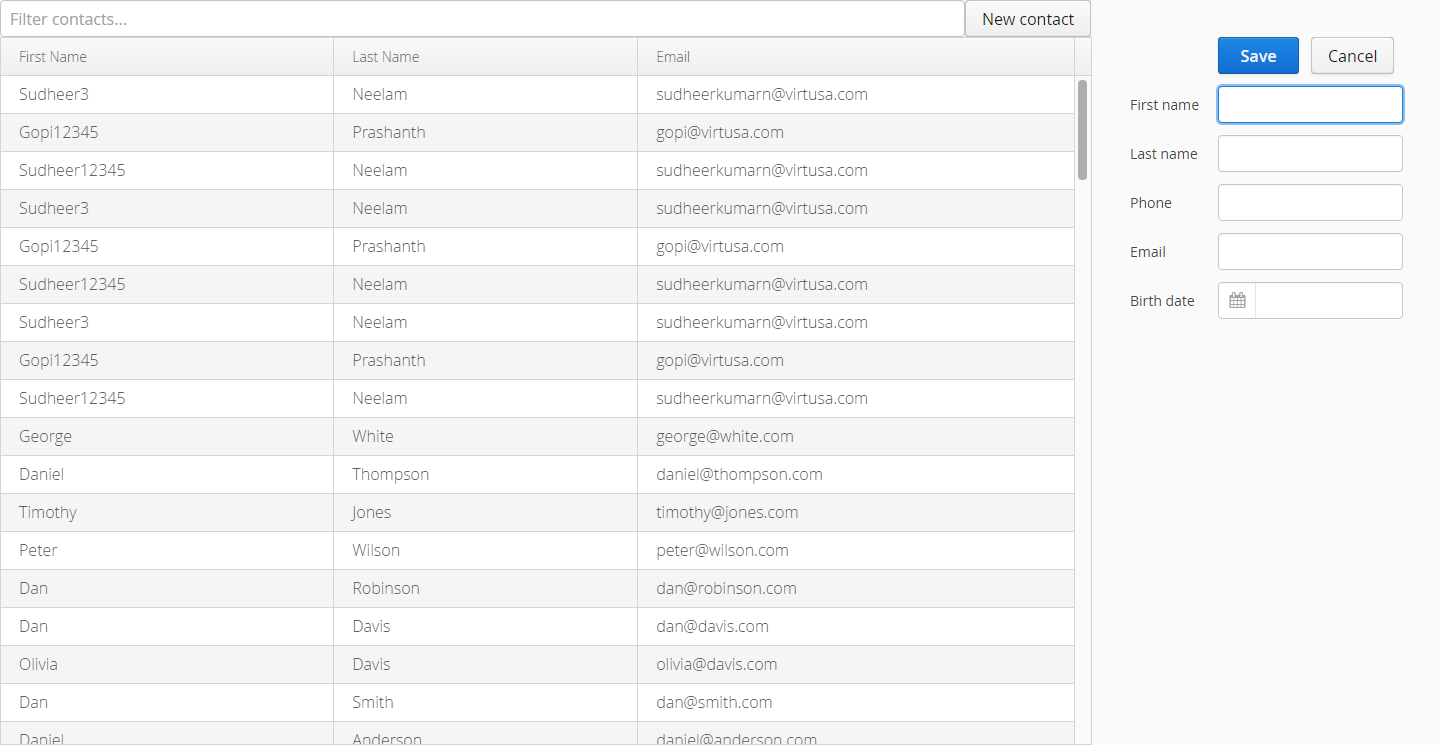 Filter contacts... New contact
First Name Last Name Email
Sudheer3 Neelam sudheerkumarn@virtusa.com
Gopi12345 Prashanth gopi@virtusa.com
Sudheer12345 Neelam sudheerkumarn@virtusa.com
Sudheer3 Neelam sudheerkumarn@virtusa.com
Gopi12345 Prashanth gopi@virtusa.com
Sudheer12345 Neelam sudheerkumarn@virtusa.com
Sudheer3 Neelam sudheerkumarn@virtusa.com
Gopi12345 Prashanth gopi@virtusa.com
Sudheer12345 Neelam sudheerkumarn@virtusa.com
George White george@white.com
Daniel Thompson daniel@thompson.com
Timothy Jones timothy@jones.com
Peter Wilson peter@wilson.com
Dan Robinson dan@robinson.com
Dan Davis dan@davis.com
Olivia Davis olivia@davis.com
Dan Smith dan@smith.com
Daniel Anderson daniel@anderson.com
Save Cancel
First name
Last name
Phone
Email
Birth date